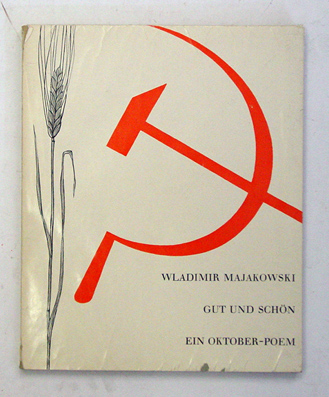 WLADIMIR MAJAKOWSKI
GUT UND SCHÖN
EIN OKTOBER-POEM